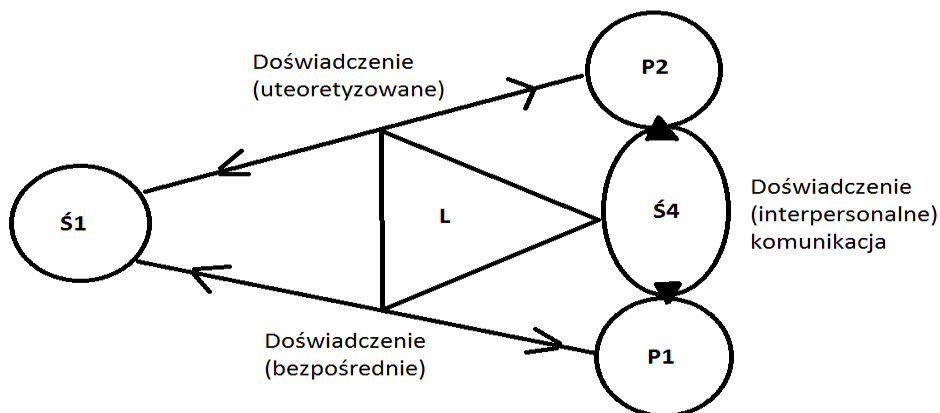 Doświadczenie
(uteoretyzowane)
P2
Ś1
L
Ś4
Doświadczenie
(interpersonalne)
komunikacja
Doświadczenie
(bezpośrednie)
P1